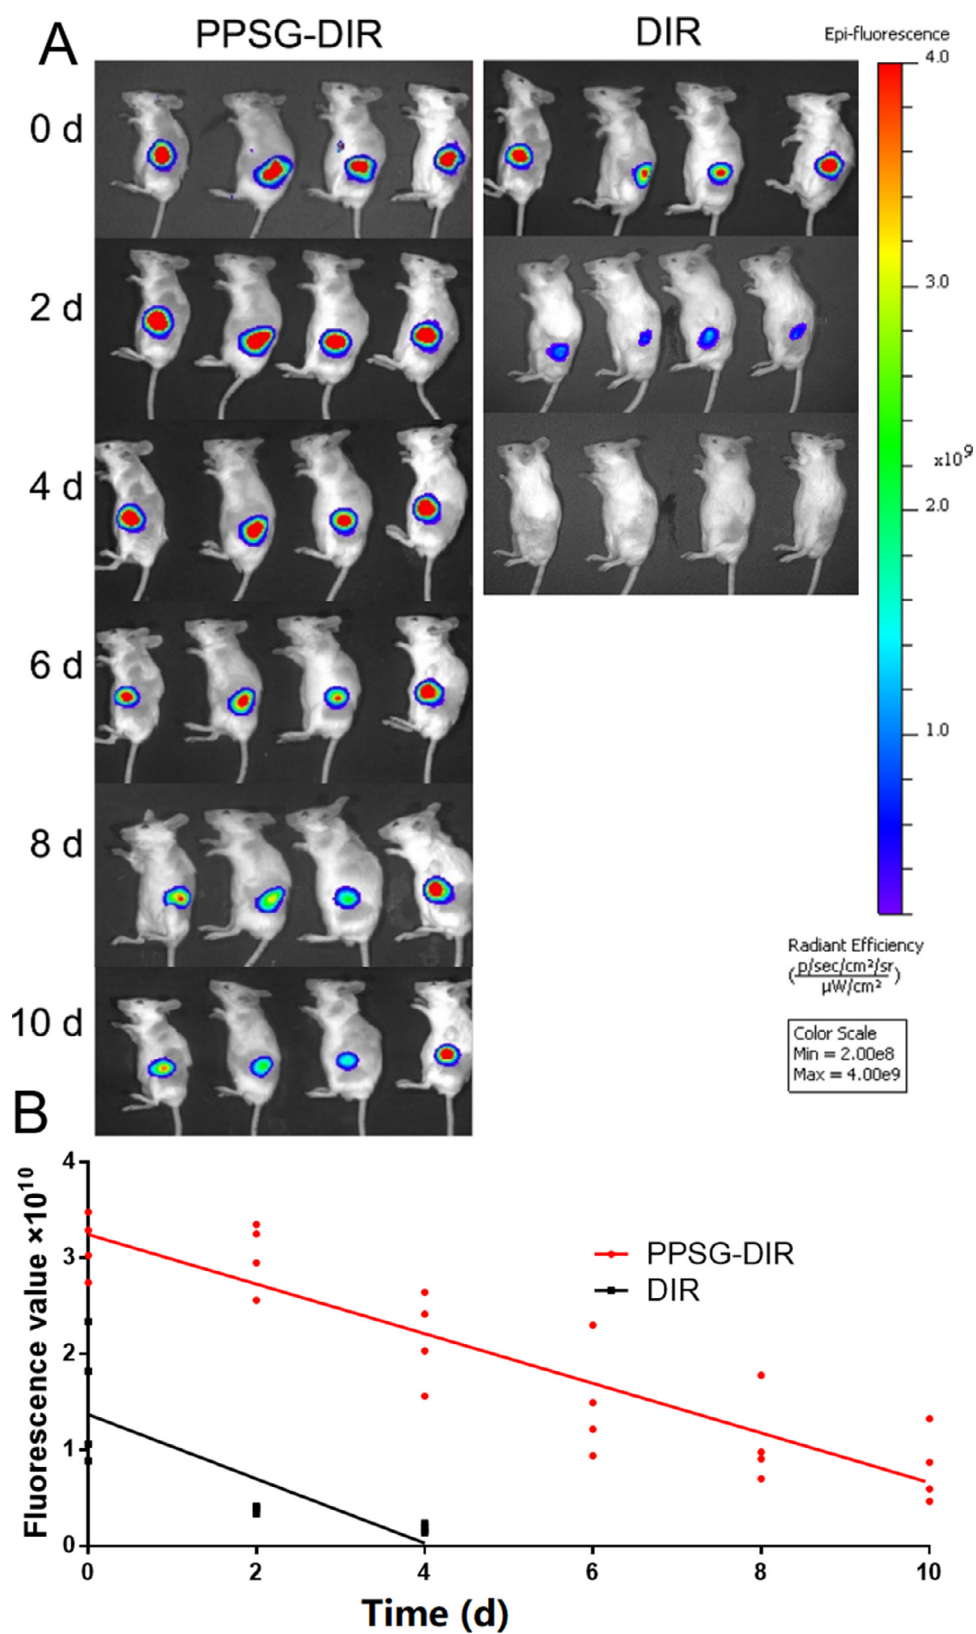 A
PPSG-DIR
DIR
Epi-fluorescence
0 d
2 d
4 d
6 d
8 d
10 d
4.0
3.0
x10⁹
2.0
1.0
Radiant Efficiency
(p/sec/cm²/sr
µW/cm²)
Color Scale
Min = 2.00e8
Max = 4.00e9
B
Fluorescence value ×10¹⁰
4
3
2
1
0
PPSG-DIR
DIR
0 2 4 6 8 10
Time (d)